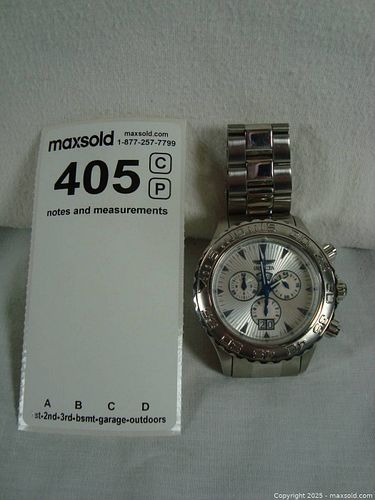 maxsold
maxsold.com
1-877-257-7799
405
C
P
notes and measurements
A B C D
st-2nd-3rd-bsmt-garage-outdoors
INVICTA
Copyright 2025 - maxsold.com